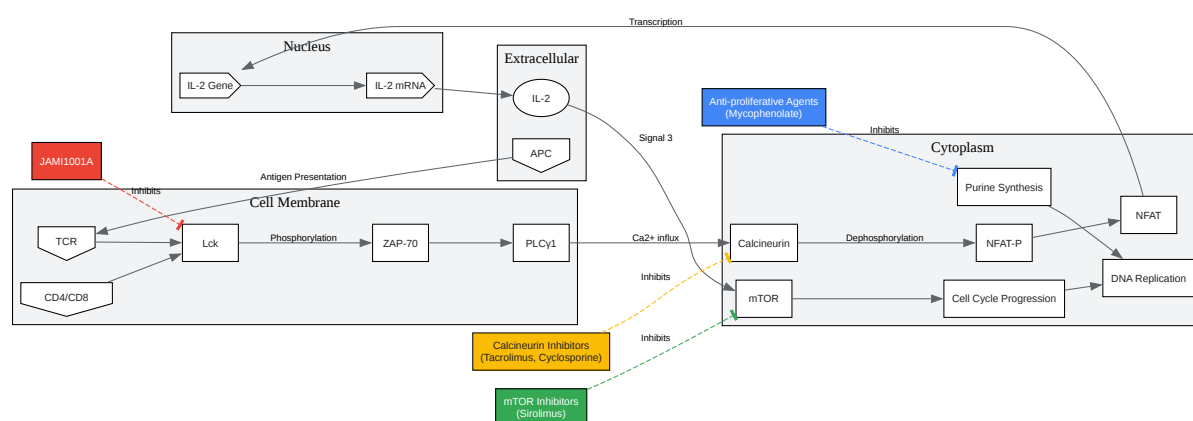 Transcription
Nucleus
IL-2 Gene
IL-2 mRNA
Extracellular
IL-2
APC
Signal 3
Anti-proliferative Agents
(Mycophenolate)
Inhibits
Cytoplasm
Purine Synthesis
NFAT
JAMI1001A
Inhibits
Antigen Presentation
Cell Membrane
TCR
Lck
Phosphorylation
ZAP-70
PLCγ1
Ca2+ influx
Calcineurin
Dephosphorylation
NFAT-P
DNA Replication
CD4/CD8
Inhibits
mTOR
Cell Cycle Progression
Calcineurin Inhibitors
(Tacrolimus, Cyclosporine)
Inhibits
mTOR Inhibitors
(Sirolimus)